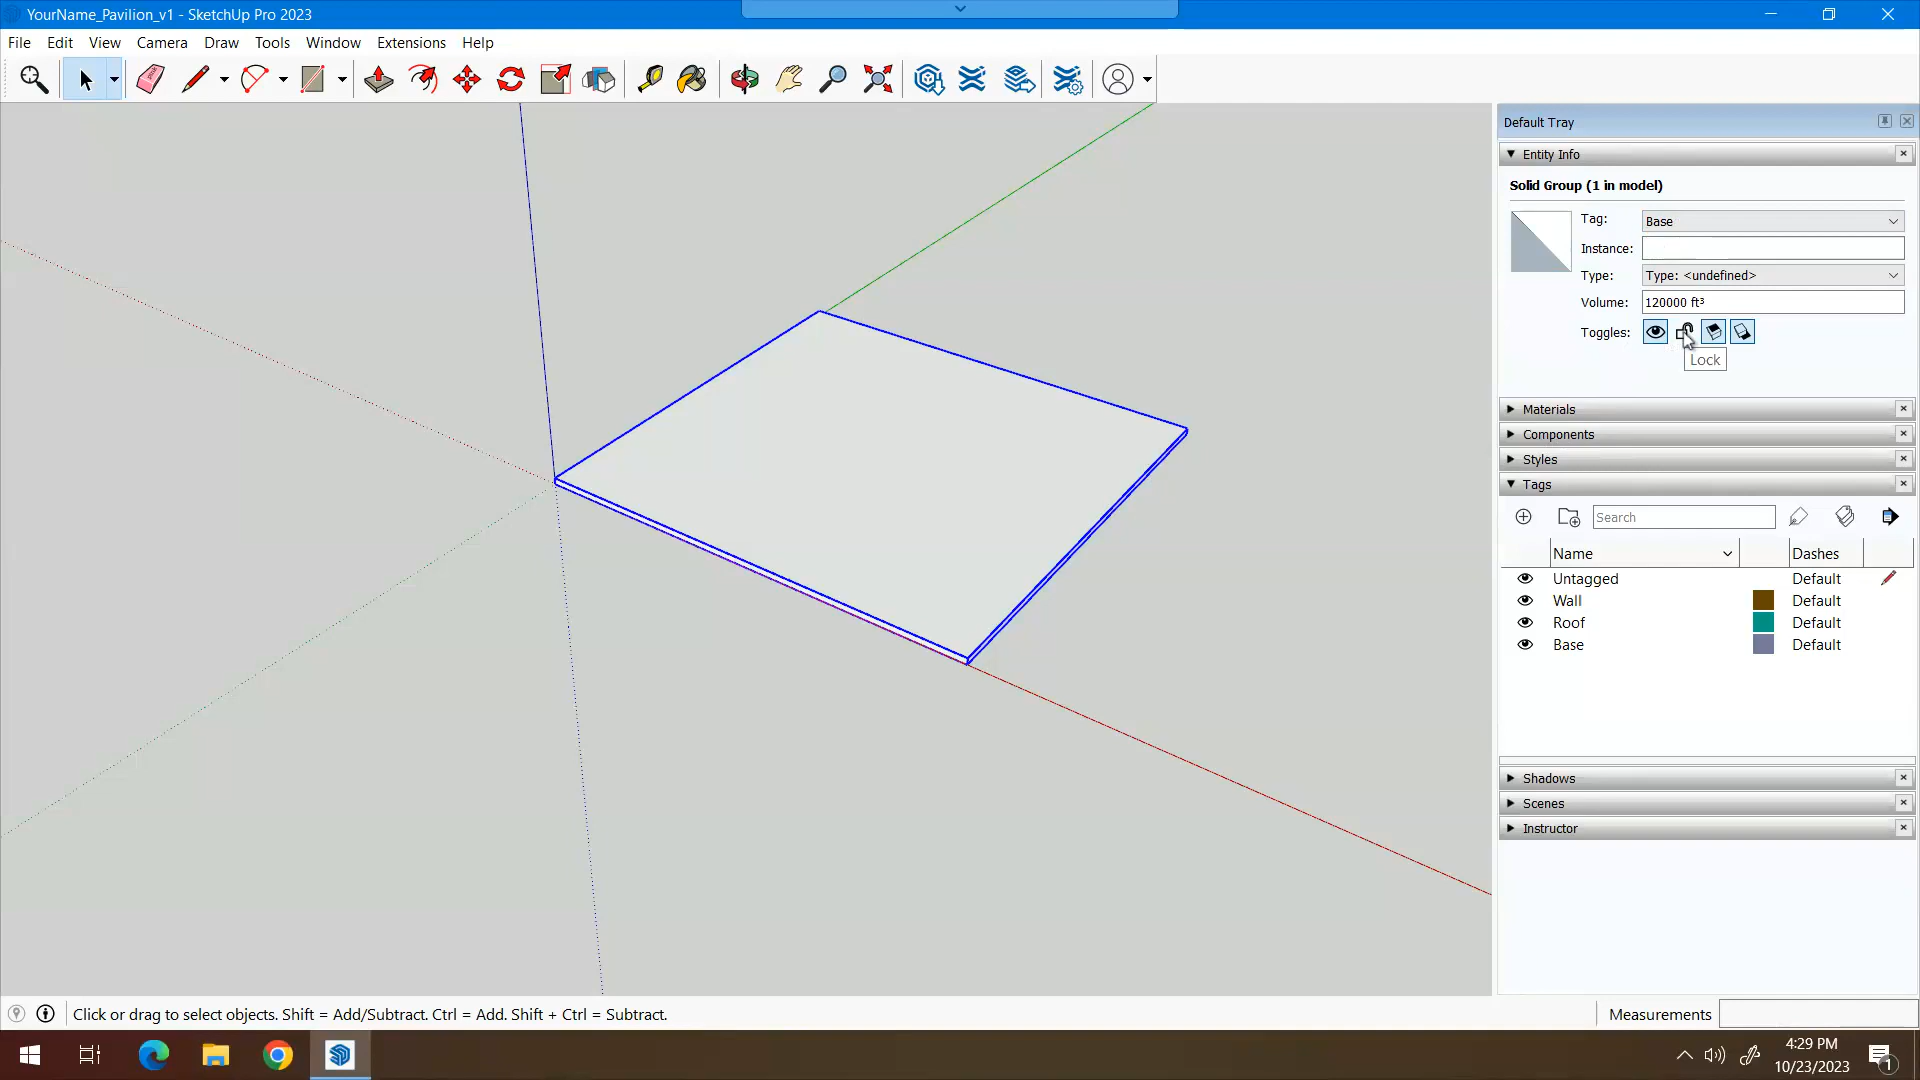 YourName_Pavilion_v1 - SketchUp Pro 2023
File Edit View Camera Draw Tools Window Extensions Help
Default Tray
Entity Info
Solid Group (1 in model)
Tag: Base
Instance:
Type: Type: <undefined>
Volume: 120000 ft³
Toggles:
Lock
Materials
Components
Styles
Tags
Search
Name Dashes
Untagged Default
Wall Default
Roof Default
Base Default
Shadows
Scenes
Instructor
Click or drag to select objects. Shift = Add/Subtract. Ctrl = Add. Shift + Ctrl = Subtract.
Measurements
4:29 PM
10/23/2023
1